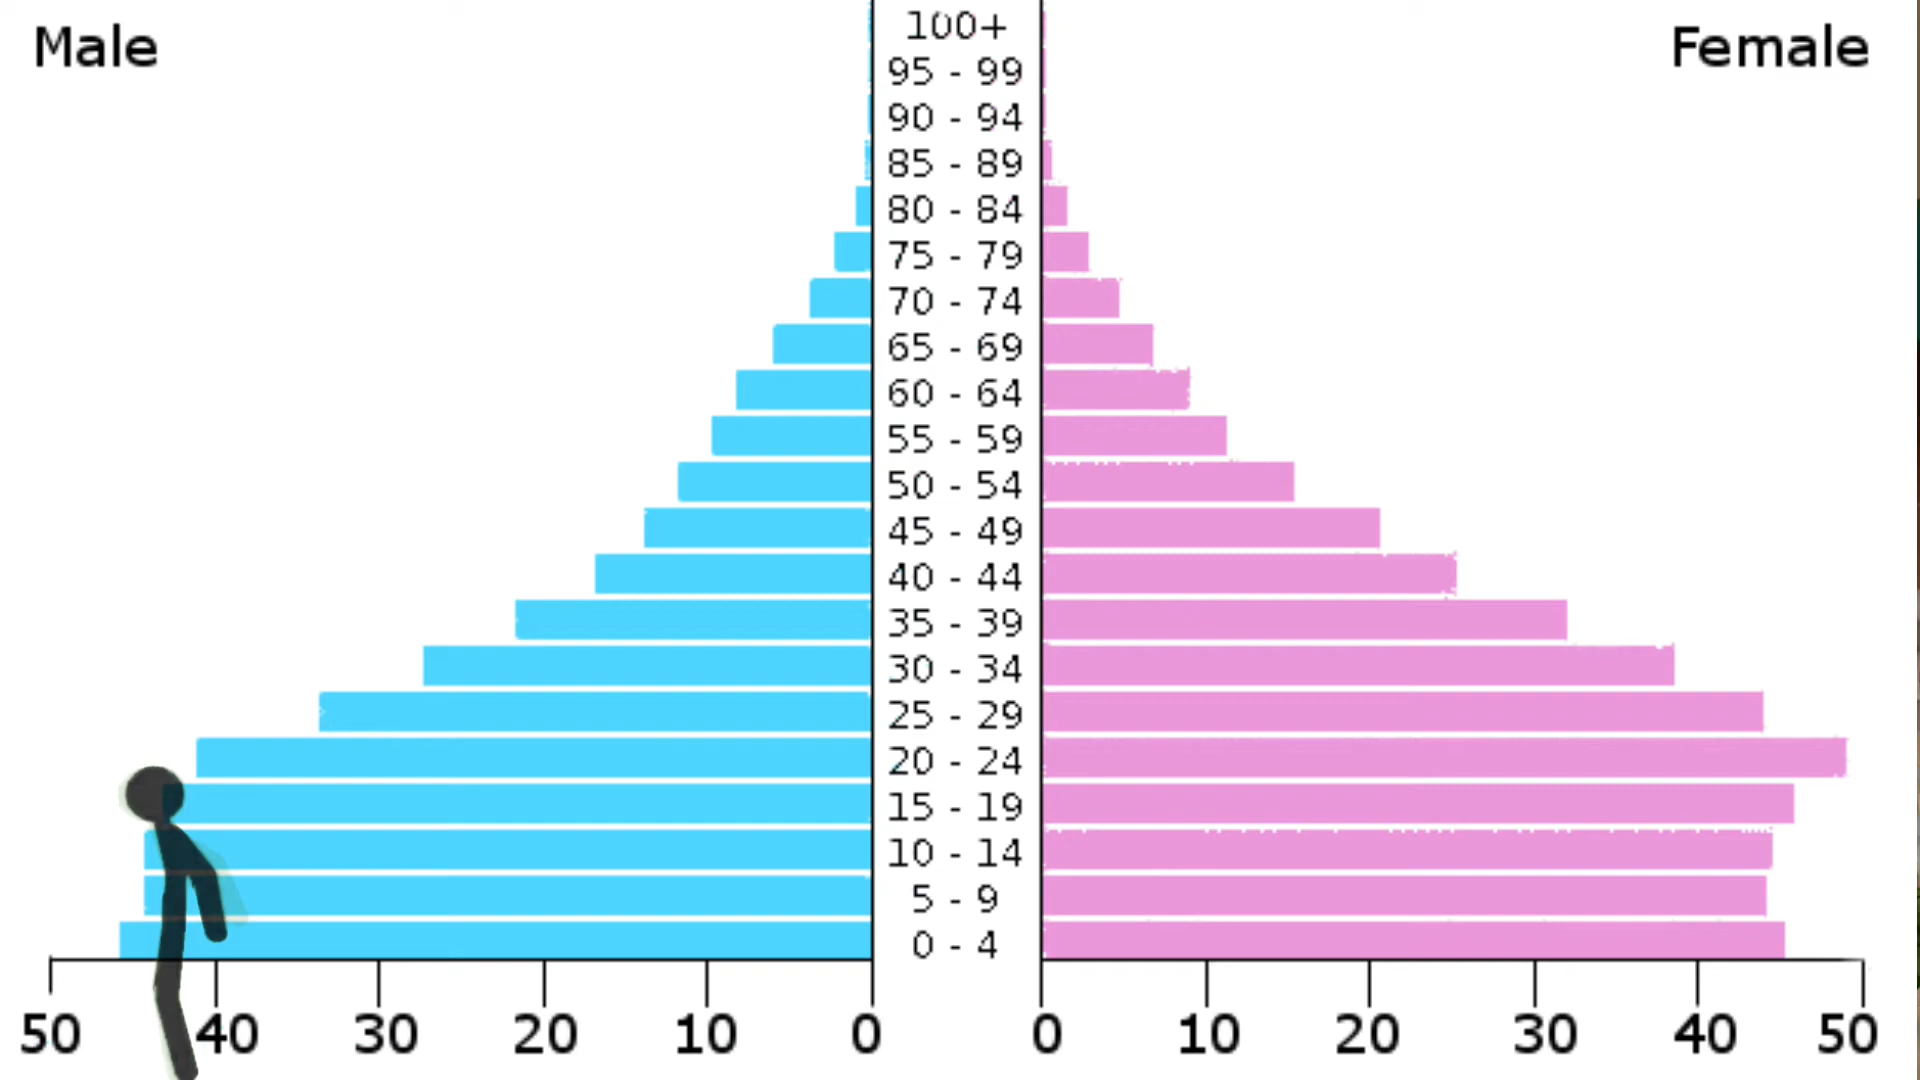 Male
Female
100+
95 - 99
90 - 94
85 - 89
80 - 84
75 - 79
70 - 74
65 - 69
60 - 64
55 - 59
50 - 54
45 - 49
40 - 44
35 - 39
30 - 34
25 - 29
20 - 24
15 - 19
10 - 14
5 - 9
0 - 4
50 40 30 20 10 0 0 10 20 30 40 50